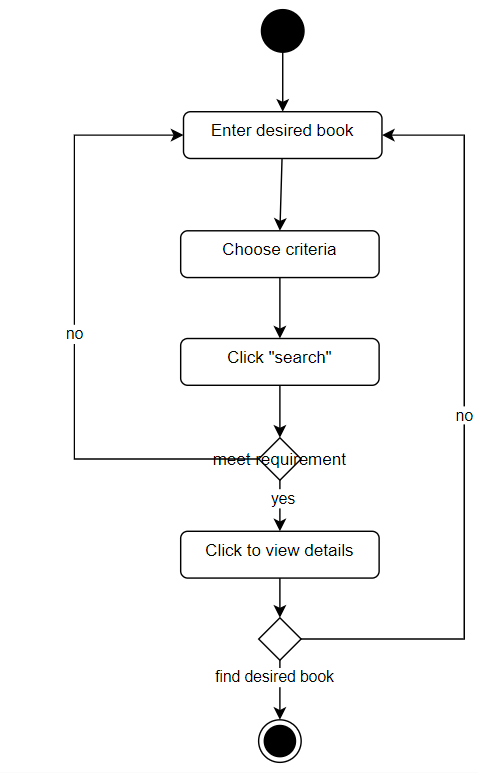 Enter desired book
Choose criteria
no
Click "search"
no
meet requirement
yes
Click to view details
find desired book